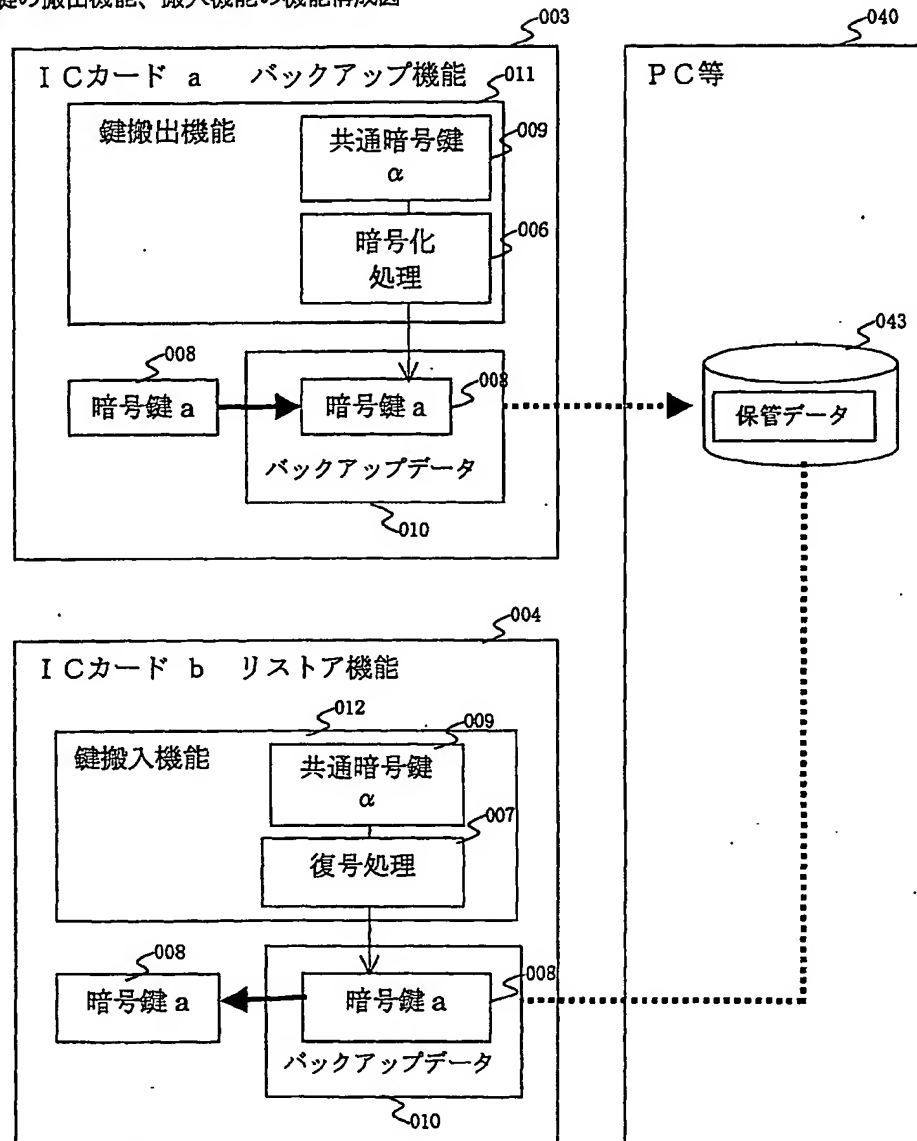 鍵の搬出機能、搬入機能の機能構成図
003
040
ＩＣカード a バックアップ機能
PC等
011
鍵搬出機能
009
共通暗号鍵
α
006
暗号化
処理
043
008
暗号鍵 a
暗号鍵 a
008
保管データ
バックアップデータ
010
004
ＩＣカード b リストア機能
012
009
鍵搬入機能
共通暗号鍵
α
007
復号処理
008
暗号鍵 a
暗号鍵 a
008
バックアップデータ
010